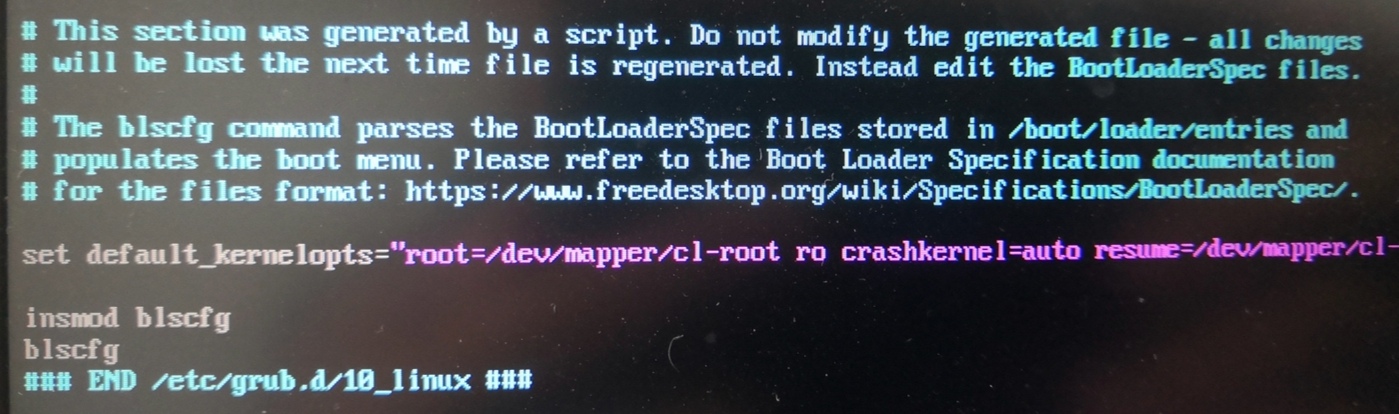 # This section was generated by a script. Do not modify the generated file - all changes
# will be lost the next time file is regenerated. Instead edit the BootLoaderSpec files.
#
# The blscfg command parses the BootLoaderSpec files stored in /boot/loader/entries and
# populates the boot menu. Please refer to the Boot Loader Specification documentation
# for the files format: https://www.freedesktop.org/wiki/Specifications/BootLoaderSpec/.
set default_kernelopts="root=/dev/mapper/cl-root ro crashkernel=auto resume=/dev/mapper/cl-
insmod blscfg
blscfg
### END /etc/grub.d/10_linux ###